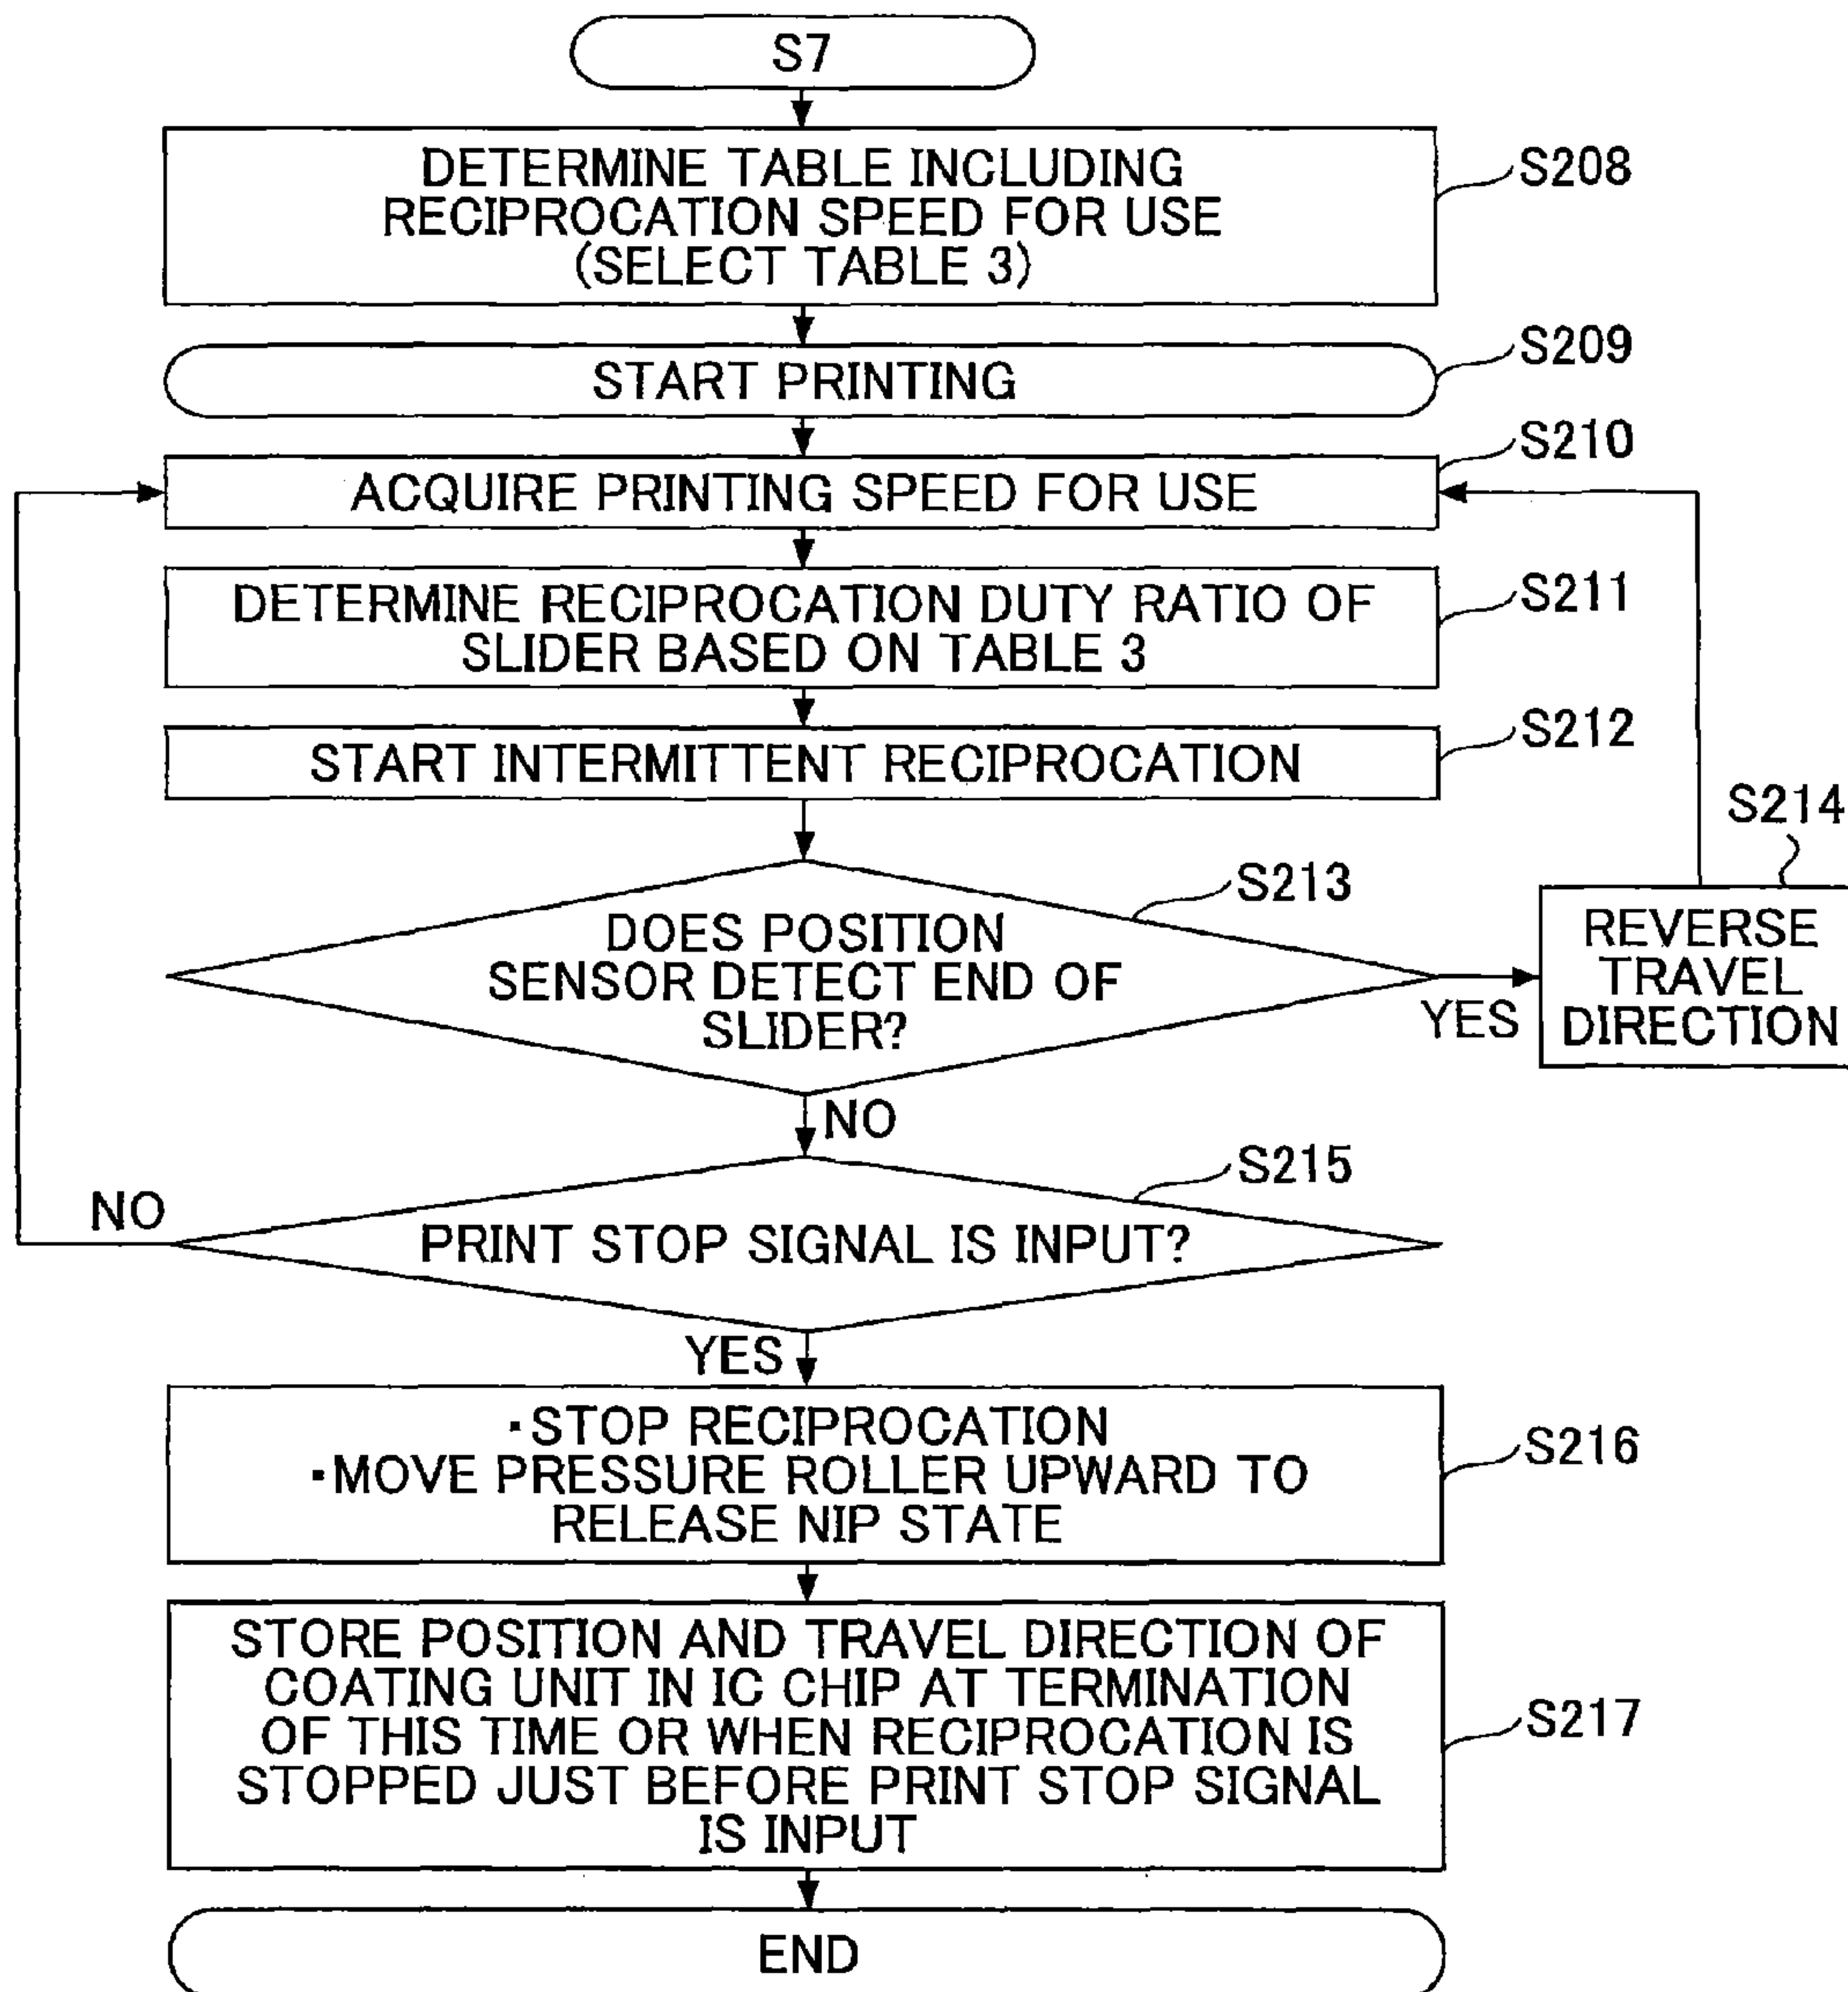 S7
DETERMINE TABLE INCLUDING
RECIPROCATION SPEED FOR USE
(SELECT TABLE 3)
S208
START PRINTING
S209
ACQUIRE PRINTING SPEED FOR USE
S210
DETERMINE RECIPROCATION DUTY RATIO OF
SLIDER BASED ON TABLE 3
S211
START INTERMITTENT RECIPROCATION
S212
DOES POSITION
SENSOR DETECT END OF
SLIDER?
S213
YES
S214
REVERSE
TRAVEL
DIRECTION
NO
PRINT STOP SIGNAL IS INPUT?
S215
NO
YES
▪STOP RECIPROCATION
▪MOVE PRESSURE ROLLER UPWARD TO
RELEASE NIP STATE
S216
STORE POSITION AND TRAVEL DIRECTION OF
COATING UNIT IN IC CHIP AT TERMINATION
OF THIS TIME OR WHEN RECIPROCATION IS
STOPPED JUST BEFORE PRINT STOP SIGNAL
IS INPUT
S217
END